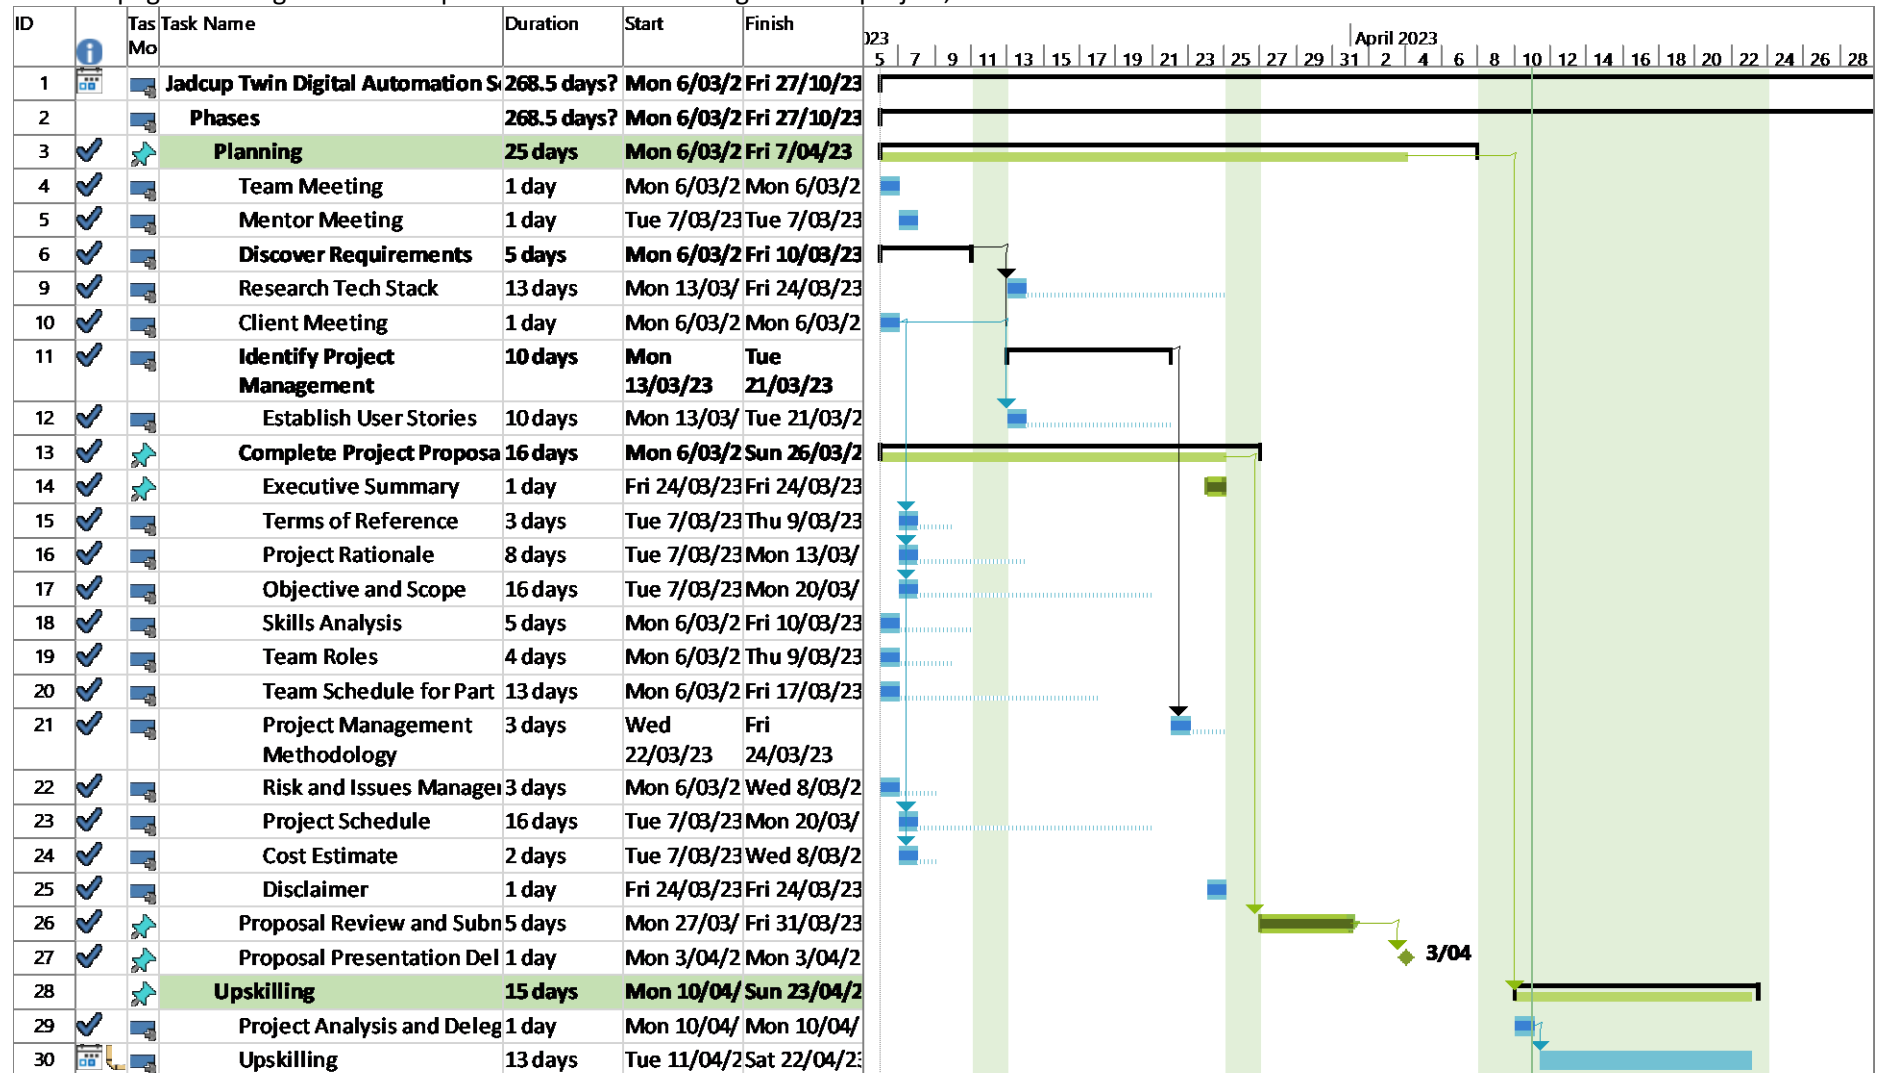 ID Tas Task Name Duration Start Finish
Mo
023 April 2023
5 7 9 11 13 15 17 19 21 23 25 27 29 31 2 4 6 8 10 12 14 16 18 20 22 24 26 28
1 Jadcup Twin Digital Automation S 268.5 days? Mon 6/03/2 Fri 27/10/23
2 Phases 268.5 days? Mon 6/03/2 Fri 27/10/23
3 Planning 25 days Mon 6/03/2 Fri 7/04/23
4 Team Meeting 1 day Mon 6/03/2 Mon 6/03/2
5 Mentor Meeting 1 day Tue 7/03/23 Tue 7/03/23
6 Discover Requirements 5 days Mon 6/03/2 Fri 10/03/23
9 Research Tech Stack 13 days Mon 13/03/ Fri 24/03/23
10 Client Meeting 1 day Mon 6/03/2 Mon 6/03/2
11 Identify Project 10 days Mon Tue
Management 13/03/23 21/03/23
12 Establish User Stories 10 days Mon 13/03/ Tue 21/03/2
13 Complete Project Proposa 16 days Mon 6/03/2 Sun 26/03/2
14 Executive Summary 1 day Fri 24/03/23 Fri 24/03/23
15 Terms of Reference 3 days Tue 7/03/23 Thu 9/03/23
16 Project Rationale 8 days Tue 7/03/23 Mon 13/03/
17 Objective and Scope 16 days Tue 7/03/23 Mon 20/03/
18 Skills Analysis 5 days Mon 6/03/2 Fri 10/03/23
19 Team Roles 4 days Mon 6/03/2 Thu 9/03/23
20 Team Schedule for Part 13 days Mon 6/03/2 Fri 17/03/23
21 Project Management 3 days Wed Fri
Methodology 22/03/23 24/03/23
22 Risk and Issues Manage 3 days Mon 6/03/2 Wed 8/03/2
23 Project Schedule 16 days Tue 7/03/23 Mon 20/03/
24 Cost Estimate 2 days Tue 7/03/23 Wed 8/03/2
25 Disclaimer 1 day Fri 24/03/23 Fri 24/03/23
26 Proposal Review and Subm 5 days Mon 27/03/ Fri 31/03/23
27 Proposal Presentation Del 1 day Mon 3/04/2 Mon 3/04/2 3/04
28 Upskilling 15 days Mon 10/04/ Sun 23/04/2
29 Project Analysis and Deleg 1 day Mon 10/04/ Mon 10/04/
30 Upskilling 13 days Tue 11/04/2 Sat 22/04/23